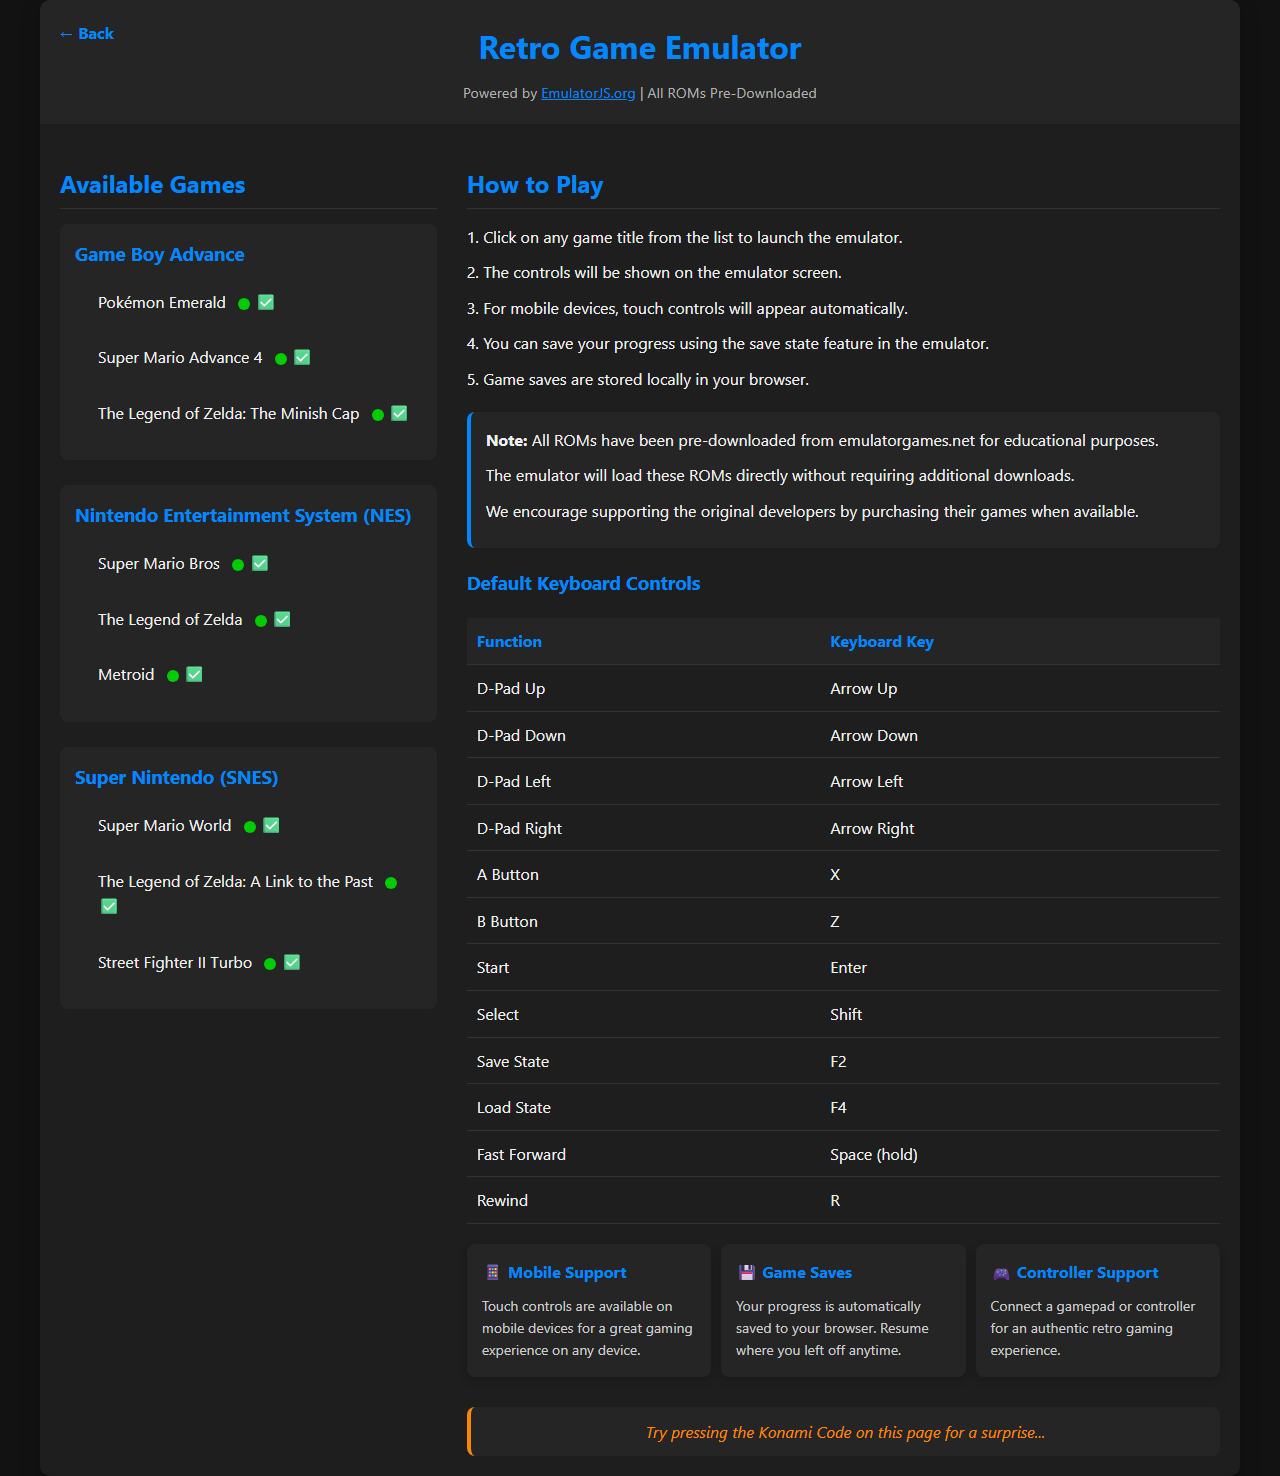 ← Back
Retro Game Emulator
Powered by EmulatorJS.org | All ROMs Pre-Downloaded
Available Games
Game Boy Advance
Pokémon Emerald
Super Mario Advance 4
The Legend of Zelda: The Minish Cap
Nintendo Entertainment System (NES)
Super Mario Bros
The Legend of Zelda
Metroid
Super Nintendo (SNES)
Super Mario World
The Legend of Zelda: A Link to the Past
Street Fighter II Turbo
How to Play
1. Click on any game title from the list to launch the emulator.
2. The controls will be shown on the emulator screen.
3. For mobile devices, touch controls will appear automatically.
4. You can save your progress using the save state feature in the emulator.
5. Game saves are stored locally in your browser.
Note: All ROMs have been pre-downloaded from emulatorgames.net for educational purposes.
The emulator will load these ROMs directly without requiring additional downloads.
We encourage supporting the original developers by purchasing their games when available.
Default Keyboard Controls
Function Keyboard Key
D-Pad Up Arrow Up
D-Pad Down Arrow Down
D-Pad Left Arrow Left
D-Pad Right Arrow Right
A Button X
B Button Z
Start Enter
Select Shift
Save State F2
Load State F4
Fast Forward Space (hold)
Rewind R
Mobile Support
Touch controls are available on
mobile devices for a great gaming
experience on any device.
Game Saves
Your progress is automatically
saved to your browser. Resume
where you left off anytime.
Controller Support
Connect a gamepad or controller
for an authentic retro gaming
experience.
Try pressing the Konami Code on this page for a surprise...